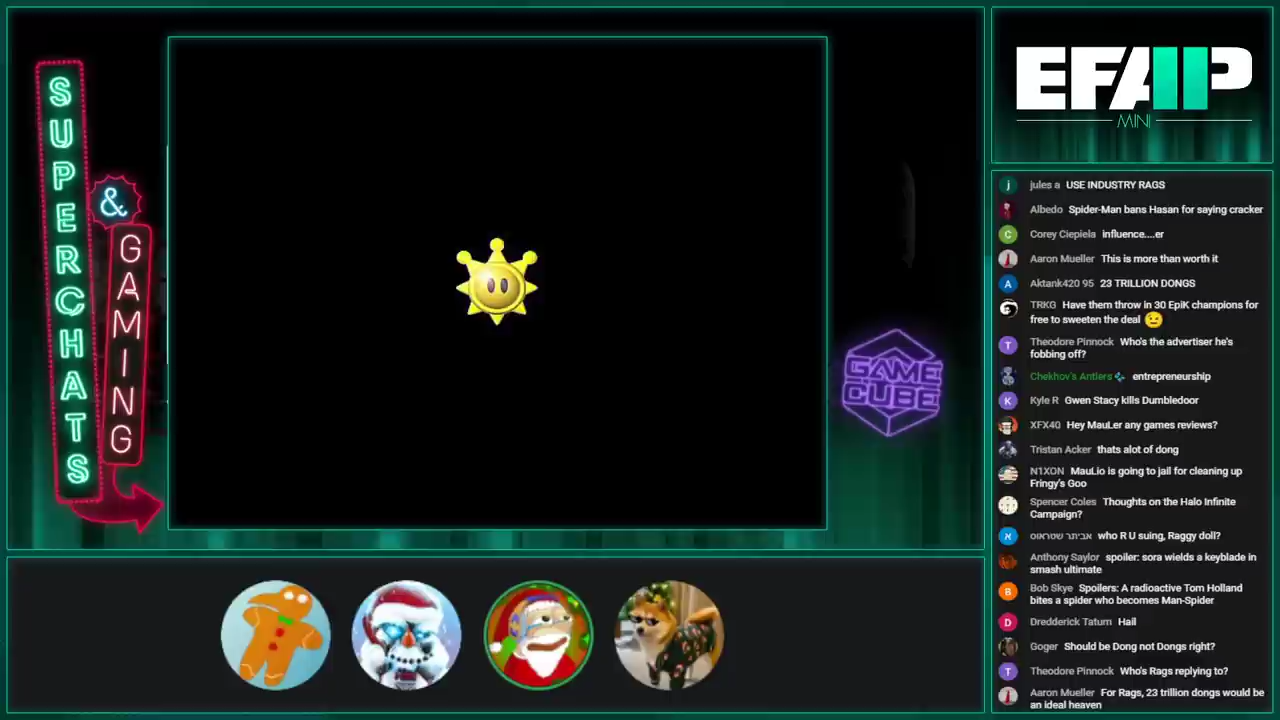 SUPERCHATS
&
GAMING
GAME
CUBE
EFAP
MINI
jules a USE INDUSTRY RAGS
Albedo Spider-Man bans Hasan for saying cracker
Corey Ciepiela influence....er
Aaron Mueller This is more than worth it
Aktank420 95 23 TRILLION DONGS
TRKG Have them throw in 30 EpiK champions for
free to sweeten the deal 😉
Theodore Pinnock Who's the advertiser he's
fobbing off?
Chekhov's Antlers entrepreneurship
Kyle R Gwen Stacy kills Dumbledoor
XFX40 Hey MauLer any games reviews?
Tristan Acker thats alot of dong
N1XON MauLio is going to jail for cleaning up
Fringy's Goo
Spencer Coles Thoughts on the Halo Infinite
Campaign?
אביתר שטראוס who R U suing, Raggy doll?
Anthony Saylor spoiler: sora wields a keyblade in
smash ultimate
Bob Skye Spoilers: A radioactive Tom Holland
bites a spider who becomes Man-Spider
Dredderick Tatum Hail
Goger Should be Dong not Dongs right?
Theodore Pinnock Who's Rags replying to?
Aaron Mueller For Rags, 23 trillion dongs would be
an ideal heaven